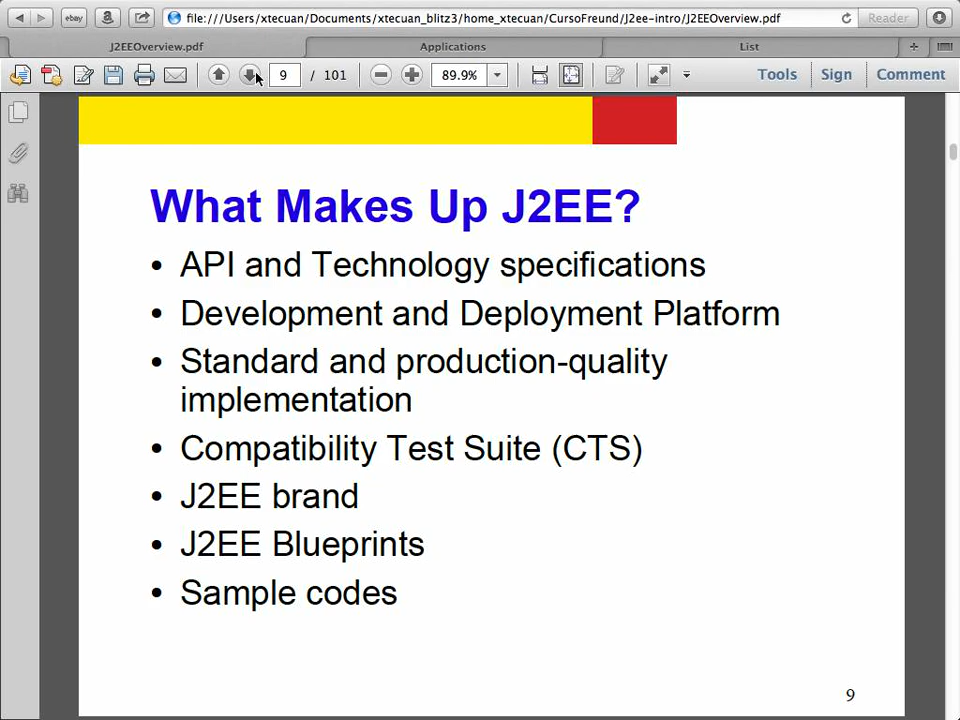 ebay
a
file:///Users/xtecuan/Documents/xtecuan_blitz3/home_xtecuan/CursoFreund/J2ee-intro/J2EEOverview.pdf
Reader
J2EEOverview.pdf
Applications
List
9 / 101
89.9%
Tools
Sign
Comment
What Makes Up J2EE?
• API and Technology specifications
• Development and Deployment Platform
• Standard and production-quality
implementation
• Compatibility Test Suite (CTS)
• J2EE brand
• J2EE Blueprints
• Sample codes
9